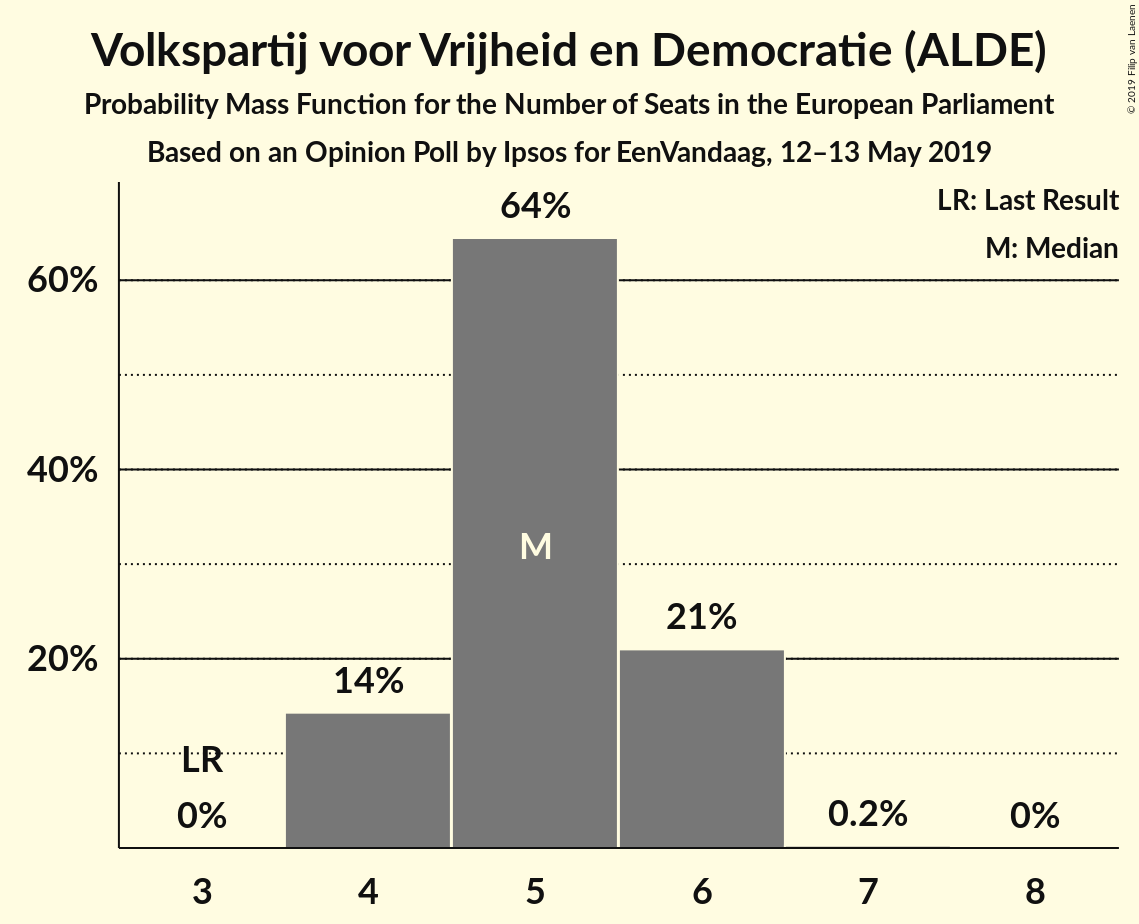 Volkspartij voor Vrijheid en Democratie (ALDE)
Probability Mass Function for the Number of Seats in the European Parliament
Based on an Opinion Poll by Ipsos for EenVandaag, 12–13 May 2019
© 2019 Filip van Laenen
LR: Last Result
M: Median
64%
60%
40%
M
21%
20%
14%
LR
0%
0.2%
0%
3 4 5 6 7 8